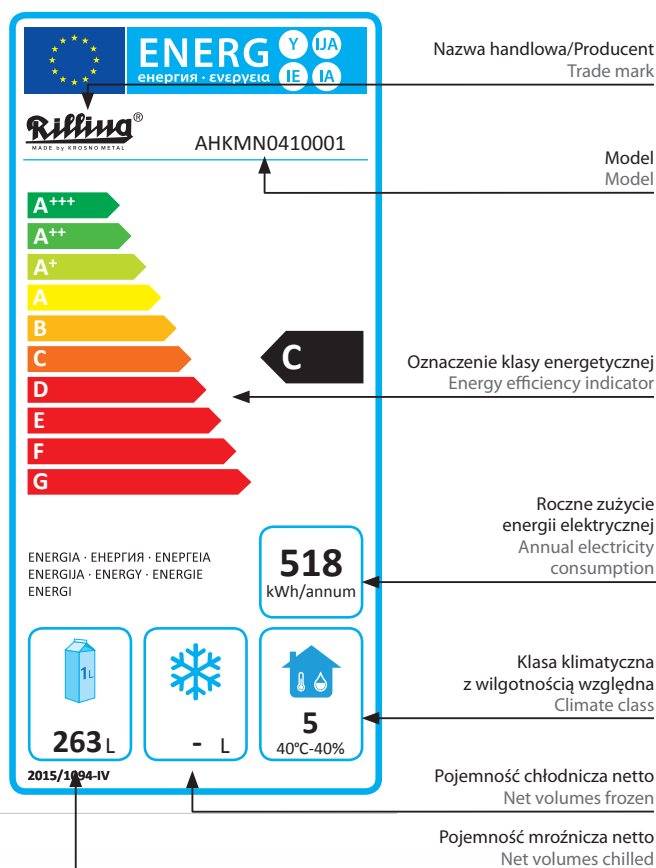 ENERG Y IJA
енергия · ενεργεια IE IA
Nazwa handlowa/Producent
Trade mark
Rilling®
MADE by KROSNO METAL
AHKMN0410001
Model
Model
A+++
A++
A+
A
B
C
C
D
E
F
G
Oznaczenie klasy energetycznej
Energy efficiency indicator
Roczne zużycie
energii elektrycznej
Annual electricity
consumption
ENERGIA · ЕНЕРГИЯ · ΕΝΕΡΓΕΙΑ
ENERGIJA · ENERGY · ENERGIE
ENERGI
518
kWh/annum
1L
263 L
- L
5
40°C-40%
Klasa klimatyczna
z wilgotnością względna
Climate class
2015/1094-IV
Pojemność chłodnicza netto
Net volumes frozen
Pojemność mroźnicza netto
Net volumes chilled